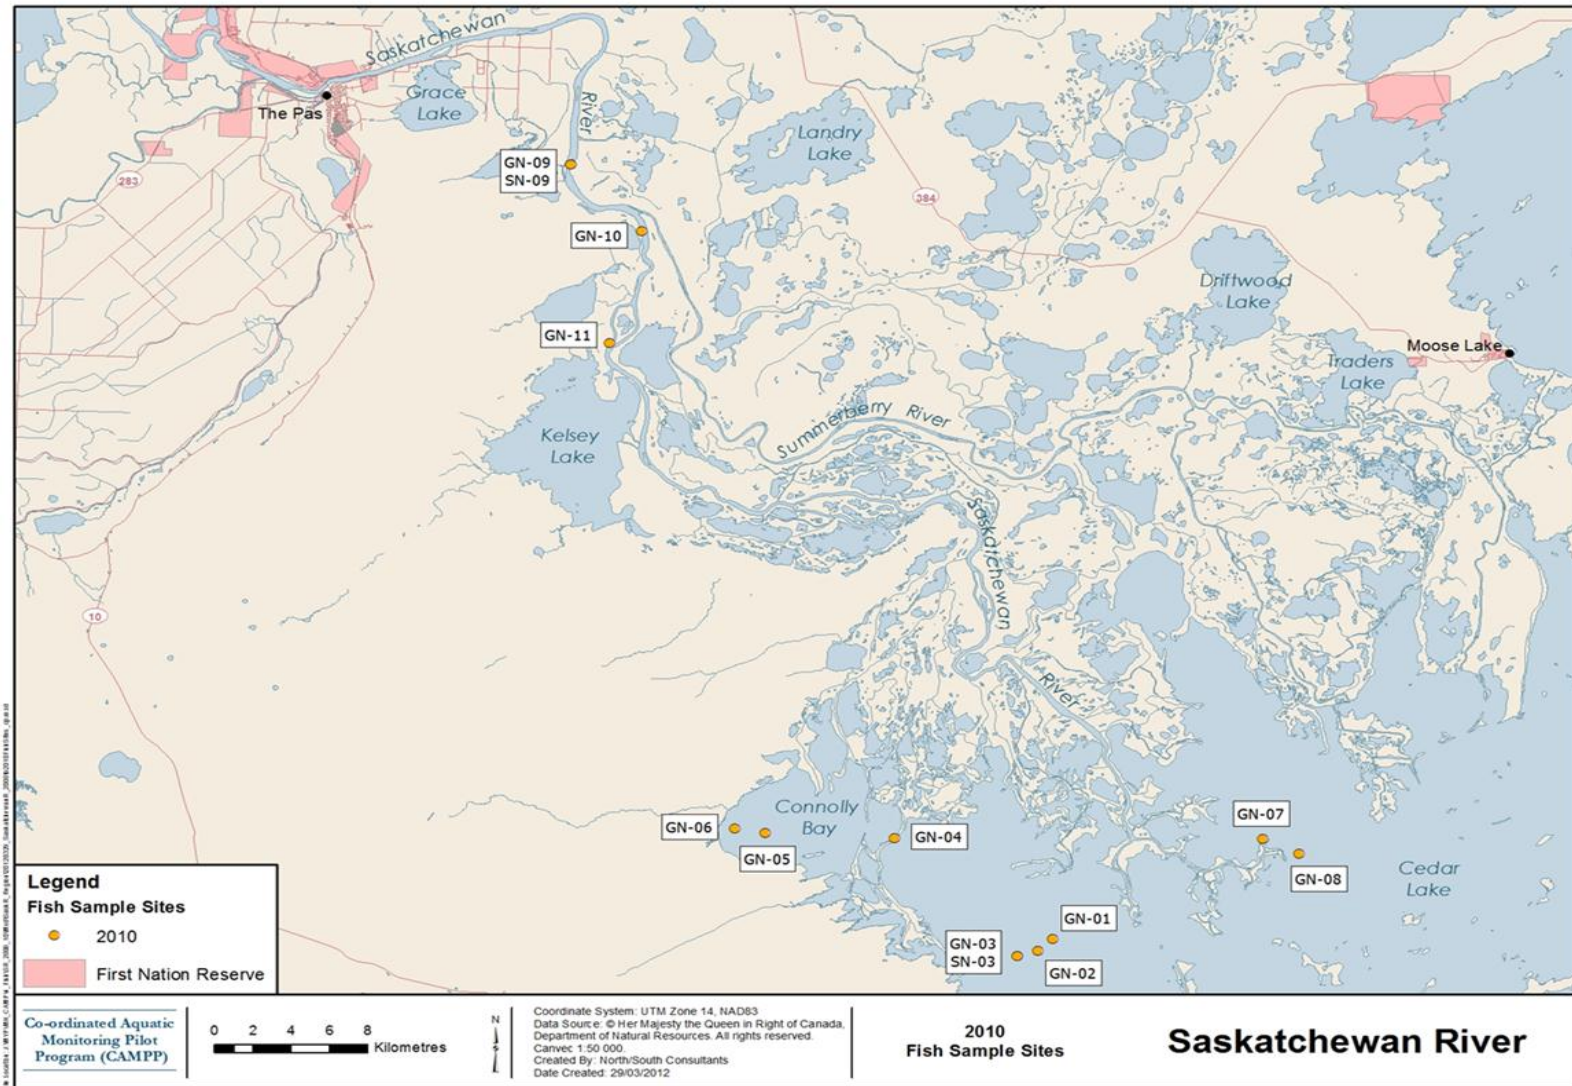 Saskatchewan
River
The Pas
Grace
Lake
Landry
Lake
283
384
GN-09
SN-09
GN-10
GN-11
Driftwood
Lake
Moose Lake
Traders
Lake
Kelsey
Lake
Summerberry River
Saskatchewan
River
10
Connolly
Bay
GN-06
GN-05
GN-04
GN-07
GN-08
Cedar
Lake
GN-01
GN-03
SN-03
GN-02
Legend
Fish Sample Sites
2010
First Nation Reserve
Co-ordinated Aquatic
Monitoring Pilot
Program (CAMPP)
0 2 4 6 8
Kilometres
N
Coordinate System: UTM Zone 14, NAD83
Data Source: © Her Majesty the Queen in Right of Canada,
Department of Natural Resources. All rights reserved.
Canvec 1:50 000.
Created By: North/South Consultants
Date Created: 29/03/2012
2010
Fish Sample Sites
Saskatchewan River